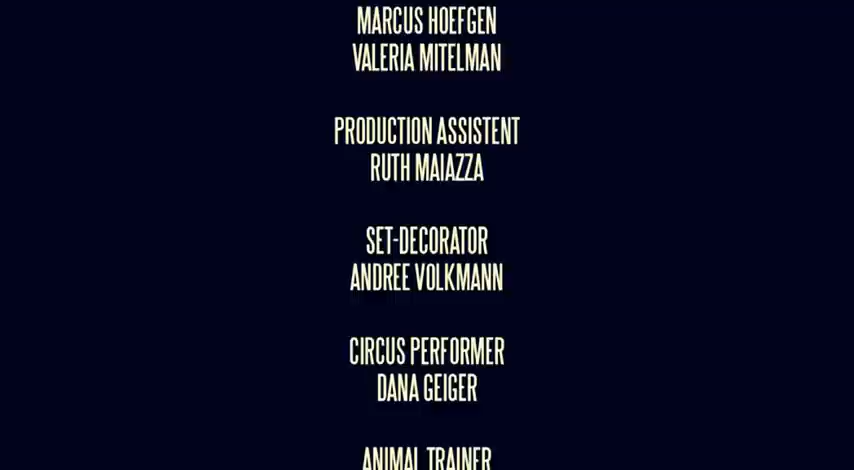 MARCUS HOEFGEN
VALERIA MITELMAN
PRODUCTION ASSISTENT
RUTH MAIAZZA
SET-DECORATOR
ANDREE VOLKMANN
CIRCUS PERFORMER
DANA GEIGER
ANIMAL TRAINER